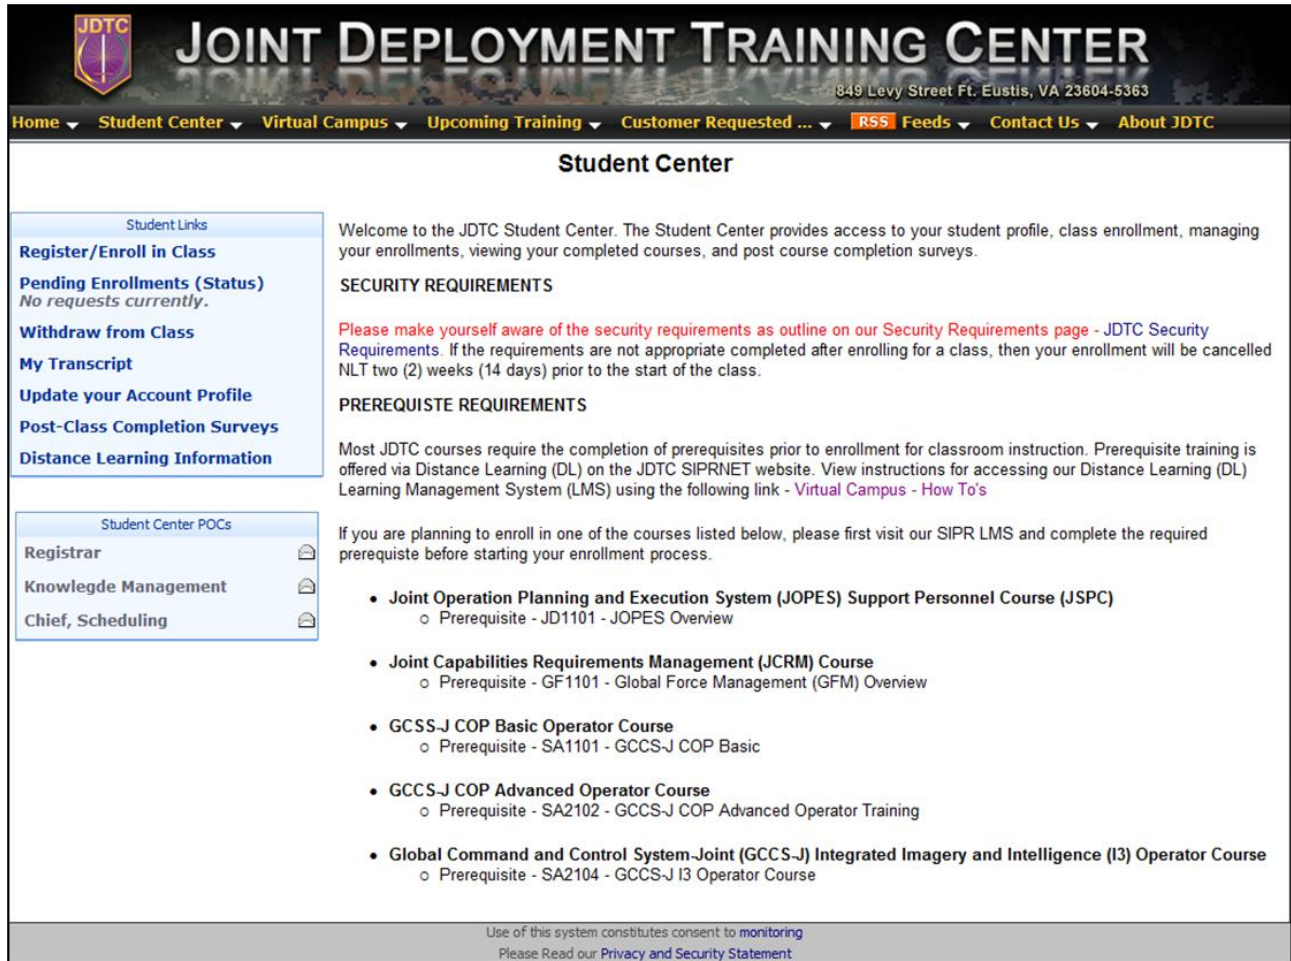 JDTC
JOINT DEPLOYMENT TRAINING CENTER
849 Levy Street Ft. Eustis, VA 23604-5363
Home Student Center Virtual Campus Upcoming Training Customer Requested ... RSS Feeds Contact Us About JDTC
Student Center
Student Links
Register/Enroll in Class
Pending Enrollments (Status)
No requests currently.
Withdraw from Class
My Transcript
Update your Account Profile
Post-Class Completion Surveys
Distance Learning Information
Student Center POCs
Registrar
Knowlegde Management
Chief, Scheduling
Welcome to the JDTC Student Center. The Student Center provides access to your student profile, class enrollment, managing
your enrollments, viewing your completed courses, and post course completion surveys.
SECURITY REQUIREMENTS
Please make yourself aware of the security requirements as outline on our Security Requirements page - JDTC Security
Requirements. If the requirements are not appropriate completed after enrolling for a class, then your enrollment will be cancelled
NLT two (2) weeks (14 days) prior to the start of the class.
PREREQUISTE REQUIREMENTS
Most JDTC courses require the completion of prerequisites prior to enrollment for classroom instruction. Prerequisite training is
offered via Distance Learning (DL) on the JDTC SIPRNET website. View instructions for accessing our Distance Learning (DL)
Learning Management System (LMS) using the following link - Virtual Campus - How To's
If you are planning to enroll in one of the courses listed below, please first visit our SIPR LMS and complete the required
prerequiste before starting your enrollment process.
• Joint Operation Planning and Execution System (JOPES) Support Personnel Course (JSPC)
o Prerequisite - JD1101 - JOPES Overview
• Joint Capabilities Requirements Management (JCRM) Course
o Prerequisite - GF1101 - Global Force Management (GFM) Overview
• GCSS-J COP Basic Operator Course
o Prerequisite - SA1101 - GCCS-J COP Basic
• GCCS-J COP Advanced Operator Course
o Prerequisite - SA2102 - GCCS-J COP Advanced Operator Training
• Global Command and Control System-Joint (GCCS-J) Integrated Imagery and Intelligence (I3) Operator Course
o Prerequisite - SA2104 - GCCS-J I3 Operator Course
Use of this system constitutes consent to monitoring
Please Read our Privacy and Security Statement